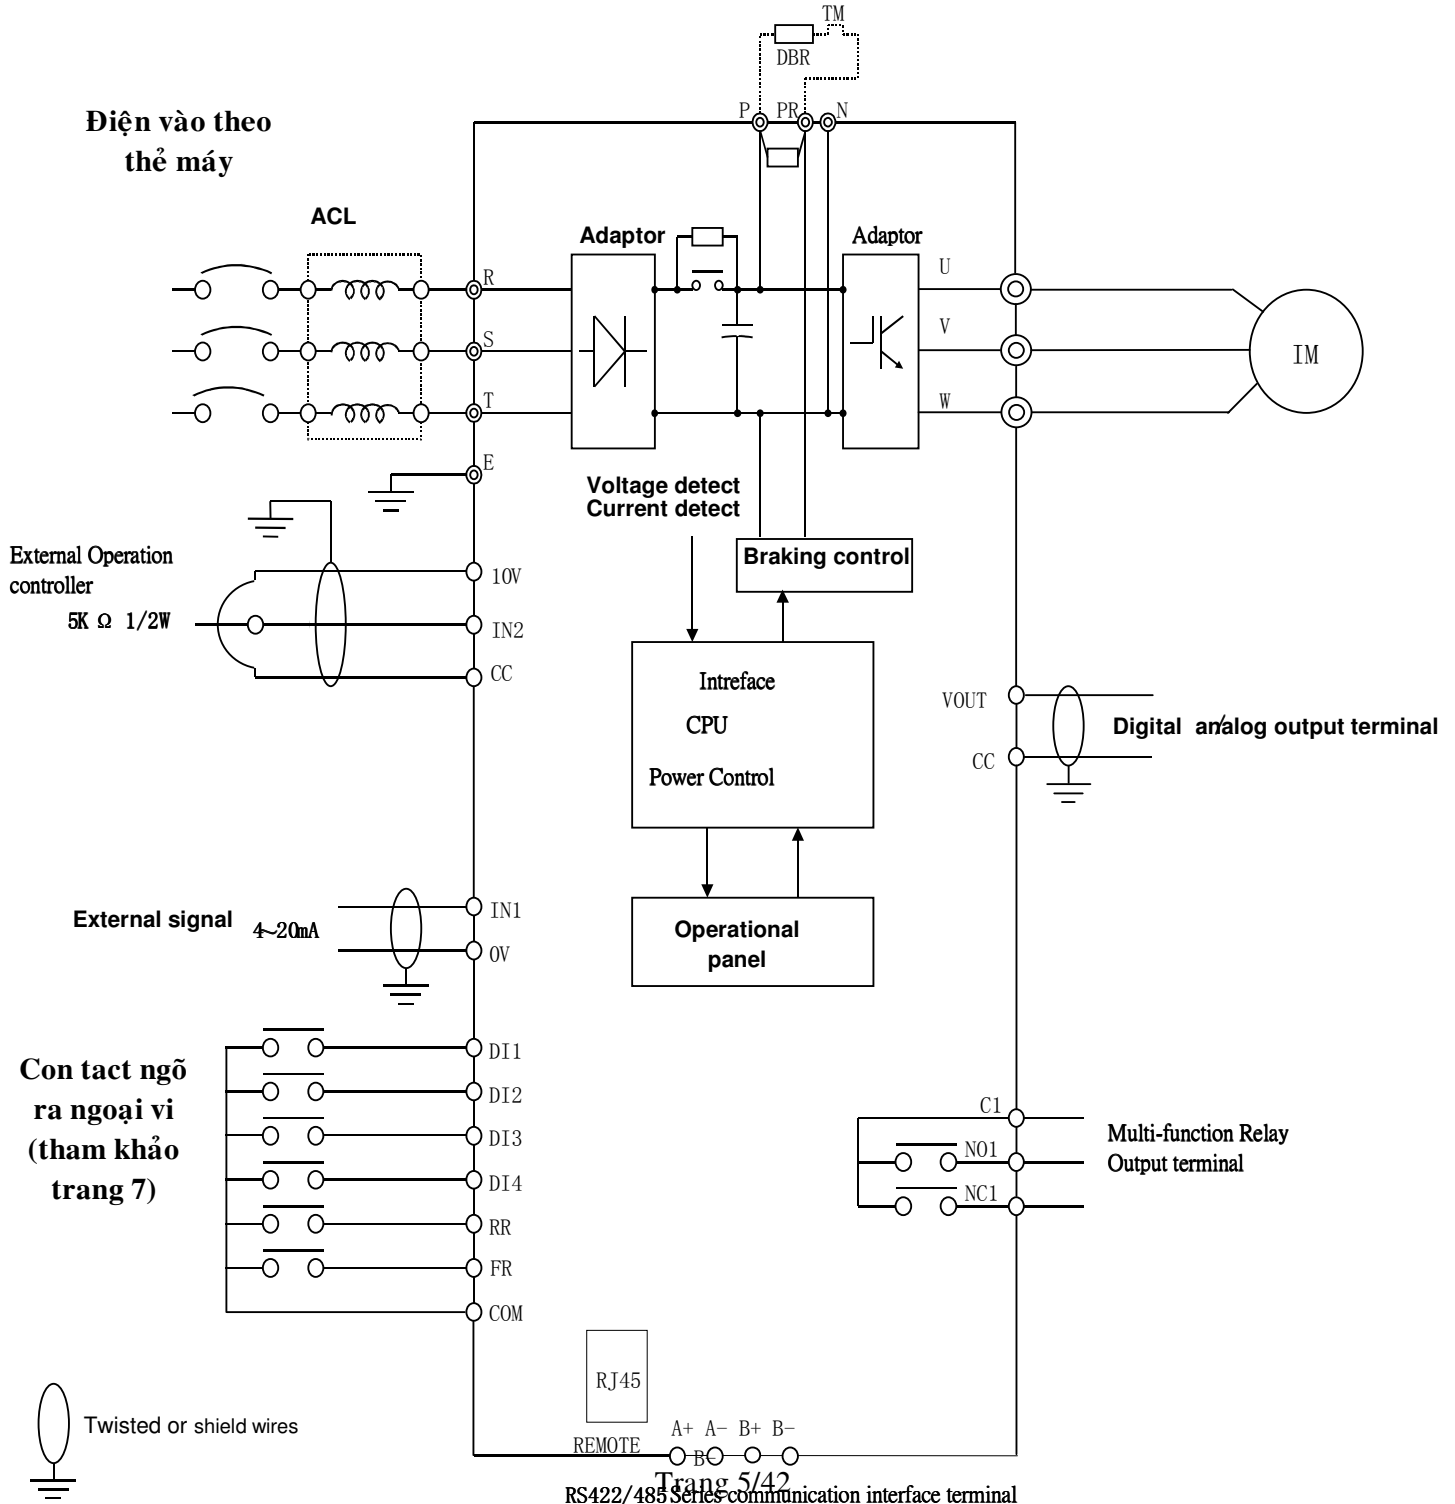 TM
DBR
P
PR
N
Điện vào theo
thẻ máy
ACL
Adaptor
Adaptor
R
S
T
E
U
V
W
IM
Voltage detect
Current detect
Braking control
External Operation
controller
5K Ω 1/2W
10V
IN2
CC
Intreface
CPU
Power Control
VOUT
CC
Digital analog output terminal
External signal
4~20mA
IN1
0V
Operational
panel
Con tact ngõ
ra ngoại vi
(tham khảo
trang 7)
DI1
DI2
DI3
DI4
RR
FR
COM
C1
NO1
NC1
Multi-function Relay
Output terminal
RJ45
REMOTE
A+ A− B+ B−
B−
Twisted or shield wires
Trang 5/42
RS422/485 Series communication interface terminal